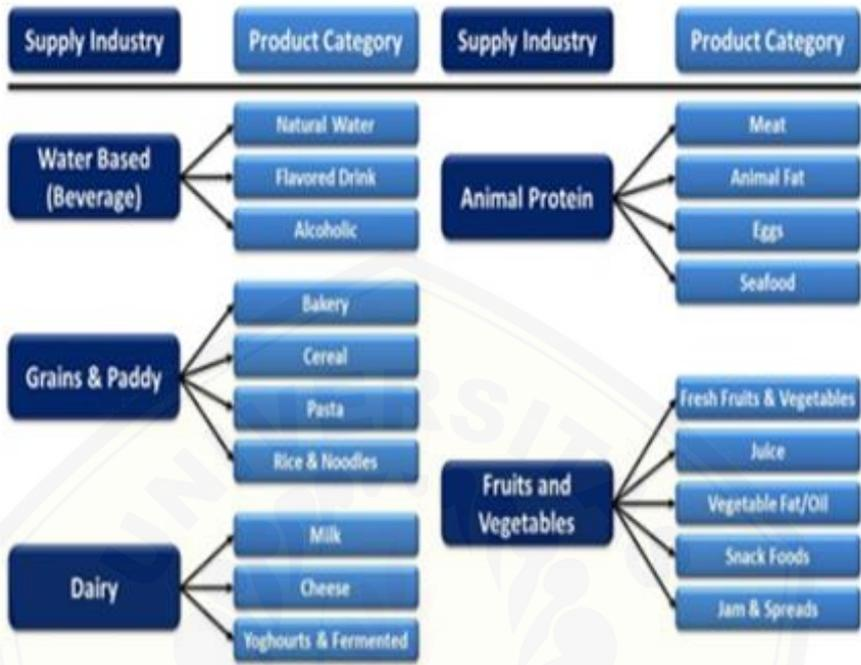 Supply Industry
Product Category
Supply Industry
Product Category
Water Based
(Beverage)
Natural Water
Flavored Drink
Alcoholic
Grains & Paddy
Bakery
Cereal
Pasta
Rice & Noodles
Dairy
Milk
Cheese
Yoghourts & Fermented
Animal Protein
Meat
Animal Fat
Eggs
Seafood
Fruits and
Vegetables
Fresh Fruits & Vegetables
Juice
Vegetable Fat/Oil
Snack Foods
Jam & Spreads